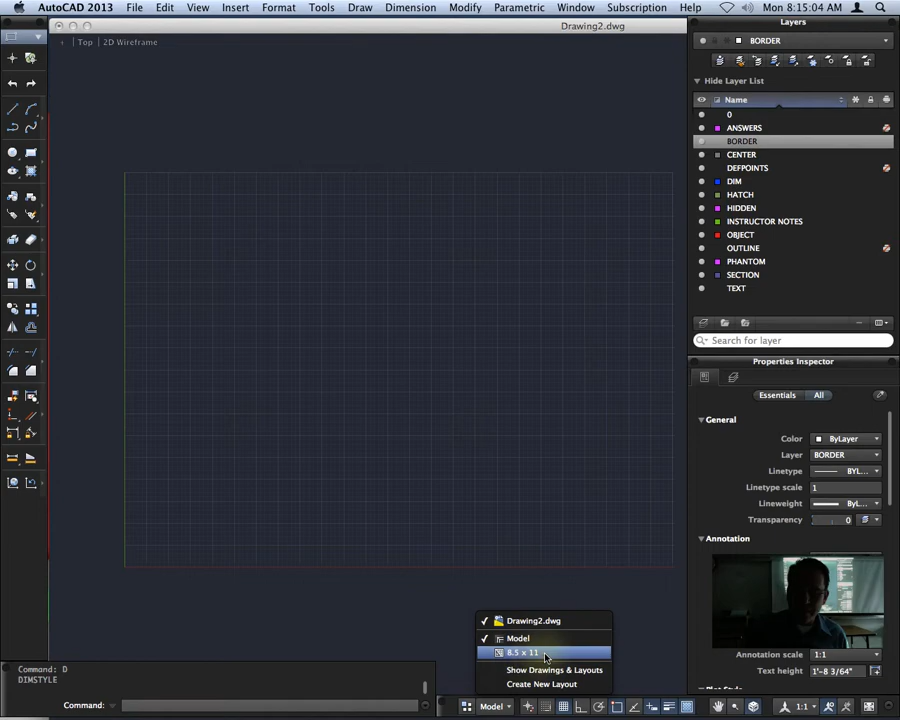 AutoCAD 2013 File Edit View Insert Format Tools Draw Dimension Modify Parametric Window Subscription Help Mon 8:15:04 AM
Drawing2.dwg
Layers
Top 2D Wireframe
BORDER
Hide Layer List
Name
0
ANSWERS
BORDER
CENTER
DEFPOINTS
DIM
HATCH
HIDDEN
INSTRUCTOR NOTES
OBJECT
OUTLINE
PHANTOM
SECTION
TEXT
Search for layer
Properties Inspector
Essentials All
General
Color ByLayer
Layer BORDER
Linetype BYL...
Linetype scale 1
Lineweight ByL...
Transparency 0
Annotation
Annotation scale 1:1
Text height 1'-8 3/64"
Drawing2.dwg
Model
8.5 x 11
Show Drawings & Layouts
Create New Layout
Command: D
DIMSTYLE
Command:
Model 1:1